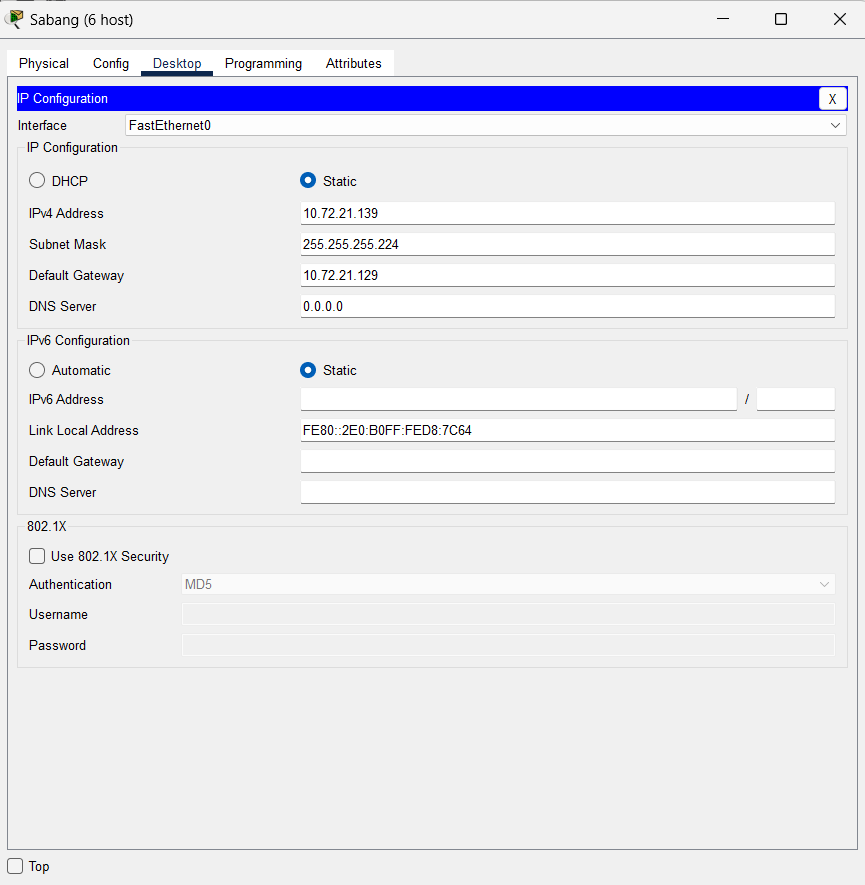 Sabang (6 host)
Physical Config Desktop Programming Attributes
IP Configuration X
Interface FastEthernet0
IP Configuration
DHCP Static
IPv4 Address 10.72.21.139
Subnet Mask 255.255.255.224
Default Gateway 10.72.21.129
DNS Server 0.0.0.0
IPv6 Configuration
Automatic Static
IPv6 Address /
Link Local Address FE80::2E0:B0FF:FED8:7C64
Default Gateway
DNS Server
802.1X
Use 802.1X Security
Authentication MD5
Username
Password
Top